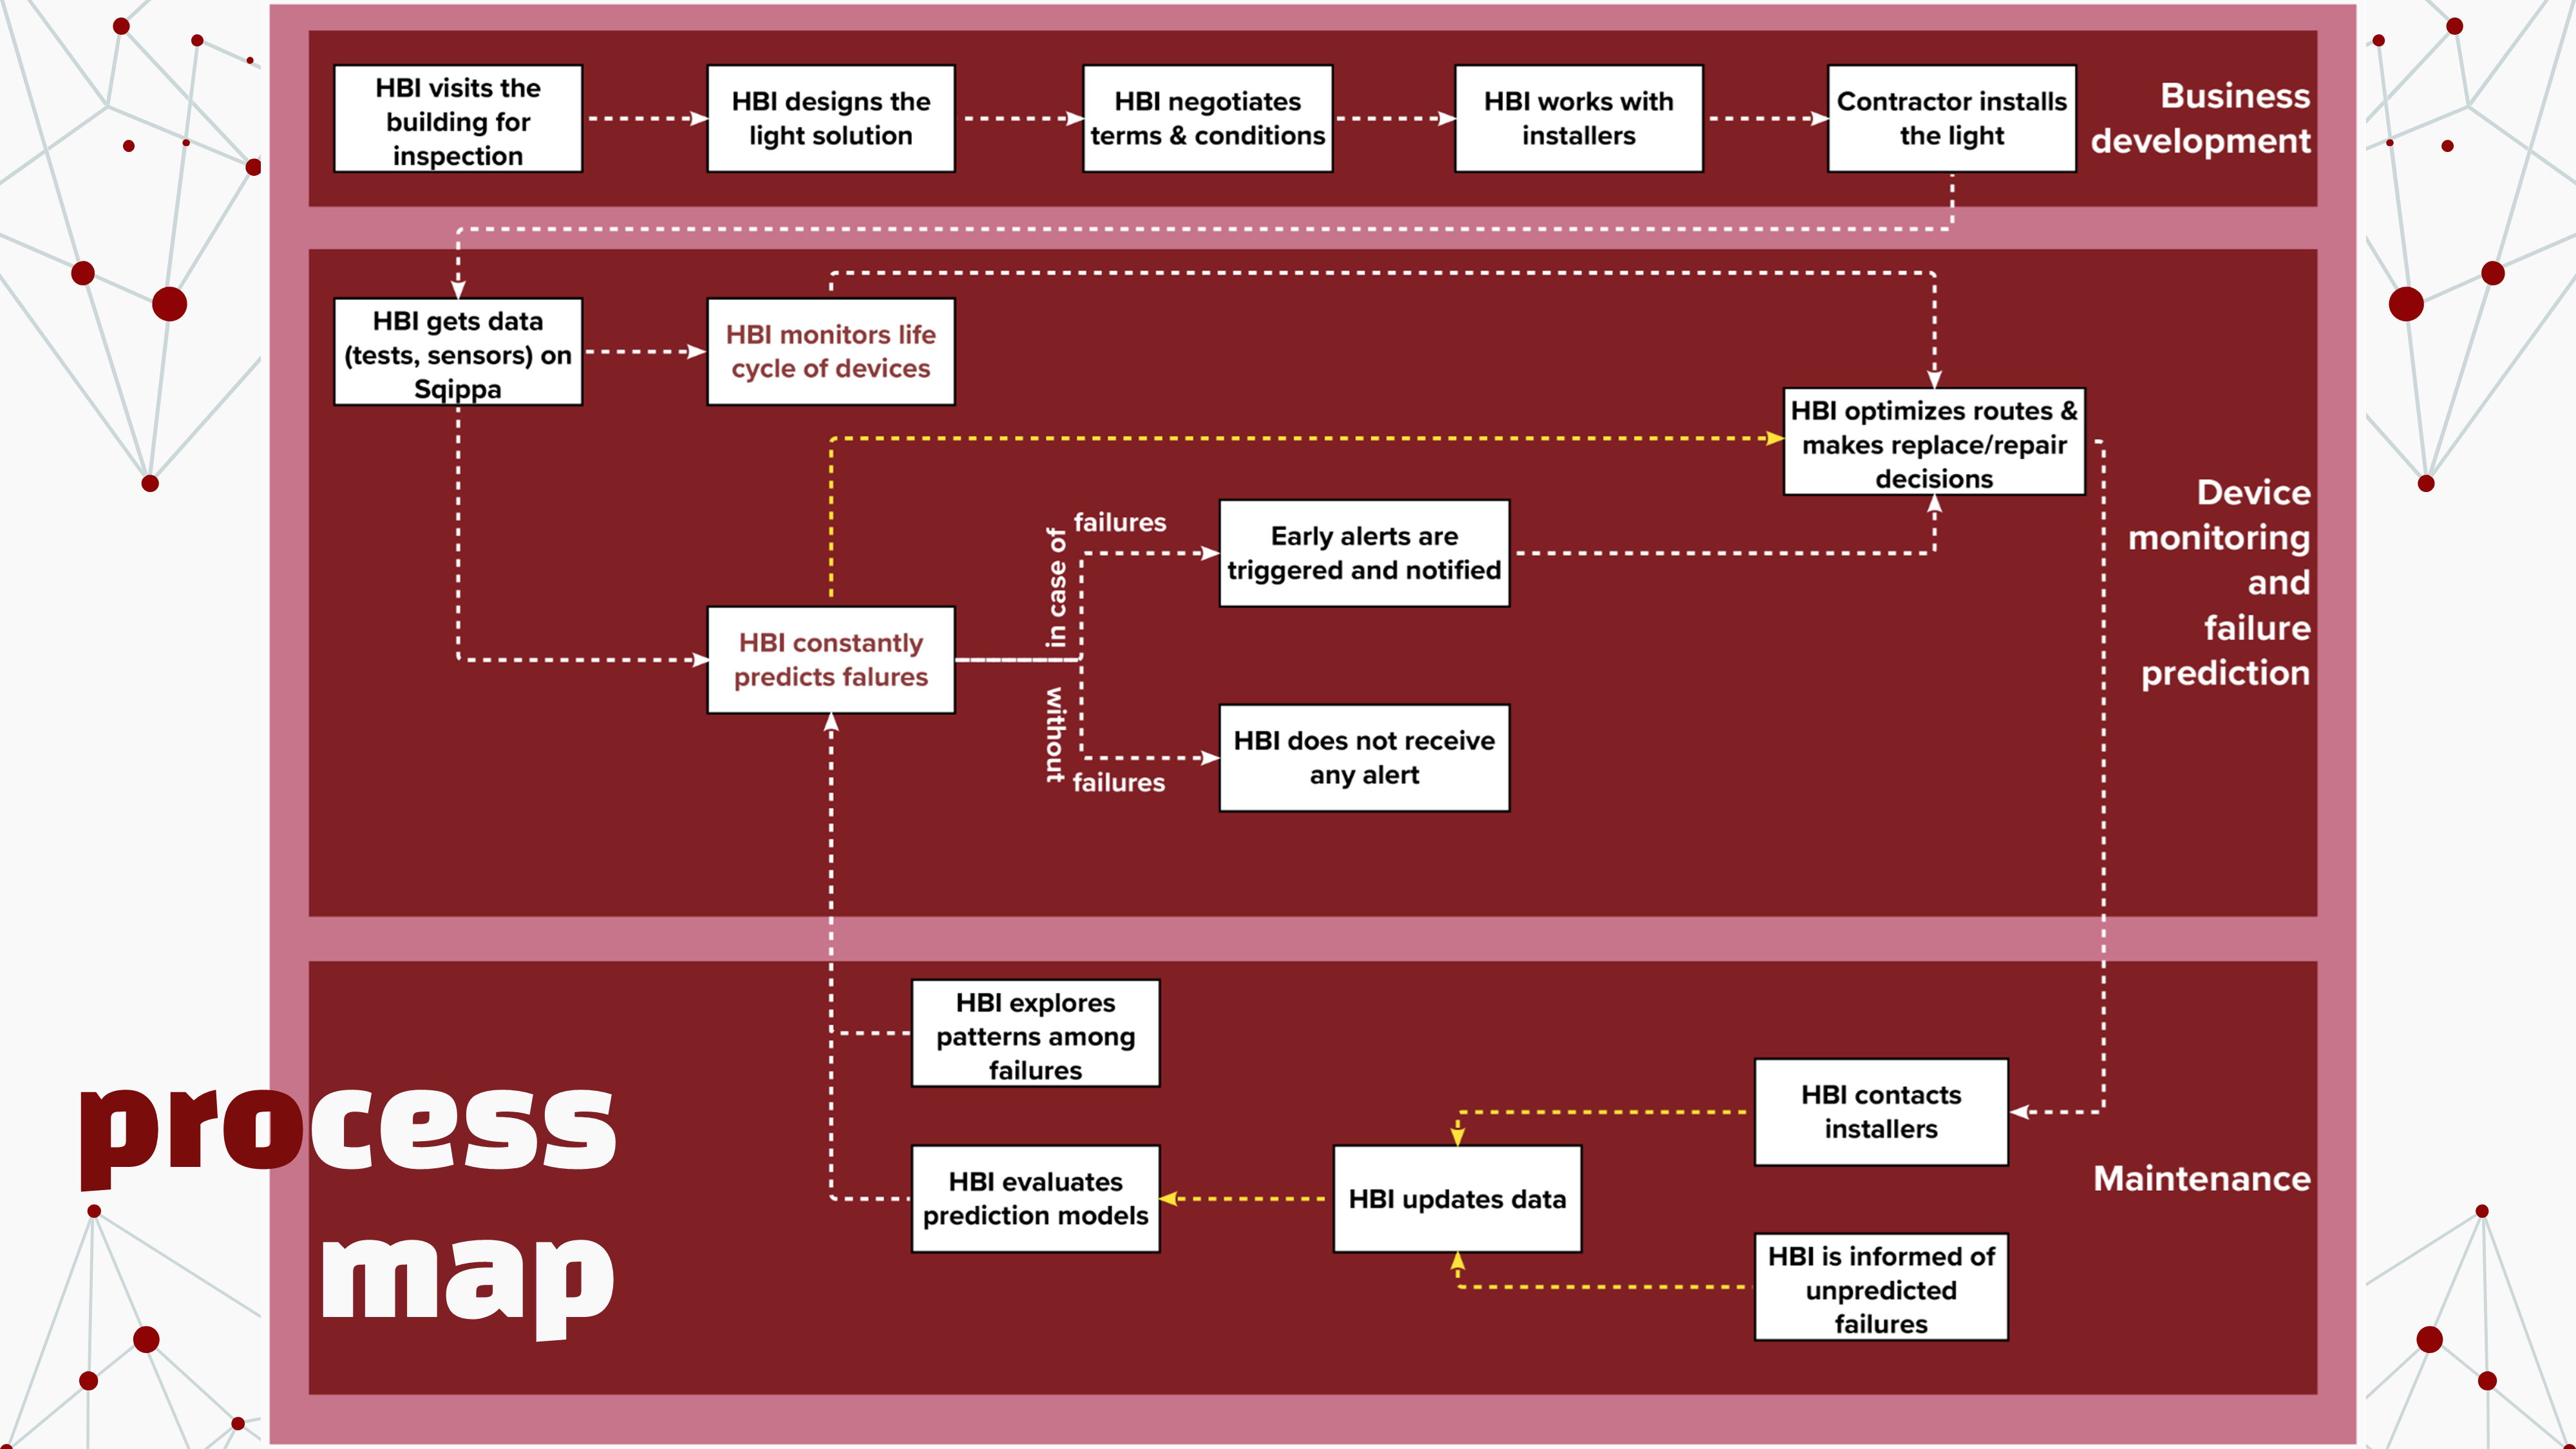 HBI visits the
building for
inspection
HBI designs the
light solution
HBI negotiates
terms & conditions
HBI works with
installers
Contractor installs
the light
Business
development
HBI gets data
(tests, sensors) on
Sqippa
HBI monitors life
cycle of devices
HBI optimizes routes &
makes replace/repair
decisions
Device
monitoring
and
failure
prediction
in case of
failures
Early alerts are
triggered and notified
HBI constantly
predicts falures
without
failures
HBI does not receive
any alert
HBI explores
patterns among
failures
HBI contacts
installers
HBI evaluates
prediction models
HBI updates data
Maintenance
HBI is informed of
unpredicted
failures
process
map